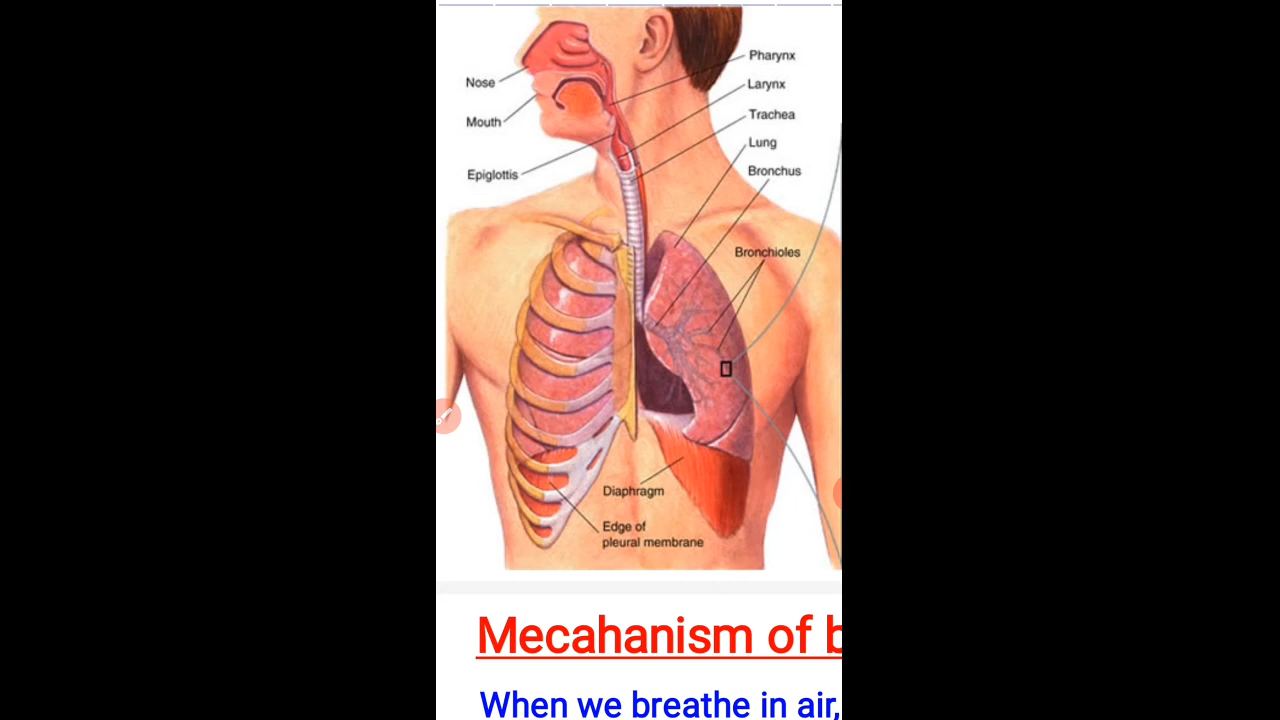 Pharynx
Larynx
Nose
Trachea
Mouth
Lung
Bronchus
Epiglottis
Bronchioles
Diaphragm
Edge of
pleural membrane
Mecahanism of b
When we breathe in air,